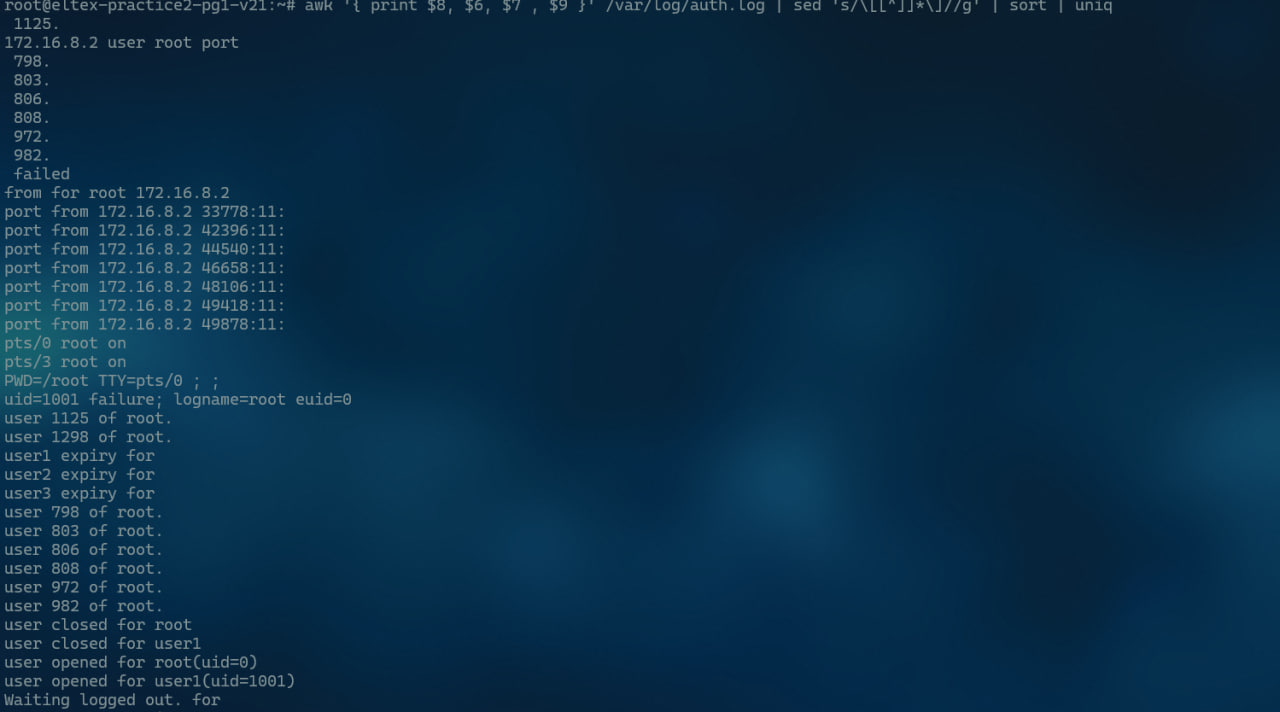 root@eltex-practice2-pg1-v21:~# awk '{ print $8, $6, $7 , $9 }' /var/log/auth.log | sed 's/\[[^]]*\]//g' | sort | uniq
1125.
172.16.8.2 user root port
798.
803.
806.
808.
972.
982.
failed
from for root 172.16.8.2
port from 172.16.8.2 33778:11:
port from 172.16.8.2 42396:11:
port from 172.16.8.2 44540:11:
port from 172.16.8.2 46658:11:
port from 172.16.8.2 48106:11:
port from 172.16.8.2 49418:11:
port from 172.16.8.2 49878:11:
pts/0 root on
pts/3 root on
PWD=/root TTY=pts/0 ; ;
uid=1001 failure; logname=root euid=0
user 1125 of root.
user 1298 of root.
user1 expiry for
user2 expiry for
user3 expiry for
user 798 of root.
user 803 of root.
user 806 of root.
user 808 of root.
user 972 of root.
user 982 of root.
user closed for root
user closed for user1
user opened for root(uid=0)
user opened for user1(uid=1001)
Waiting logged out. for